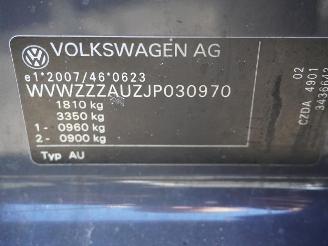 VOLKSWAGEN AG
e1*2007/46*0623
WVWZZZAUZJP030970
1810 kg
3350 kg
1- 0960 kg
2- 0900 kg
Typ AU
02
CZDA 4901